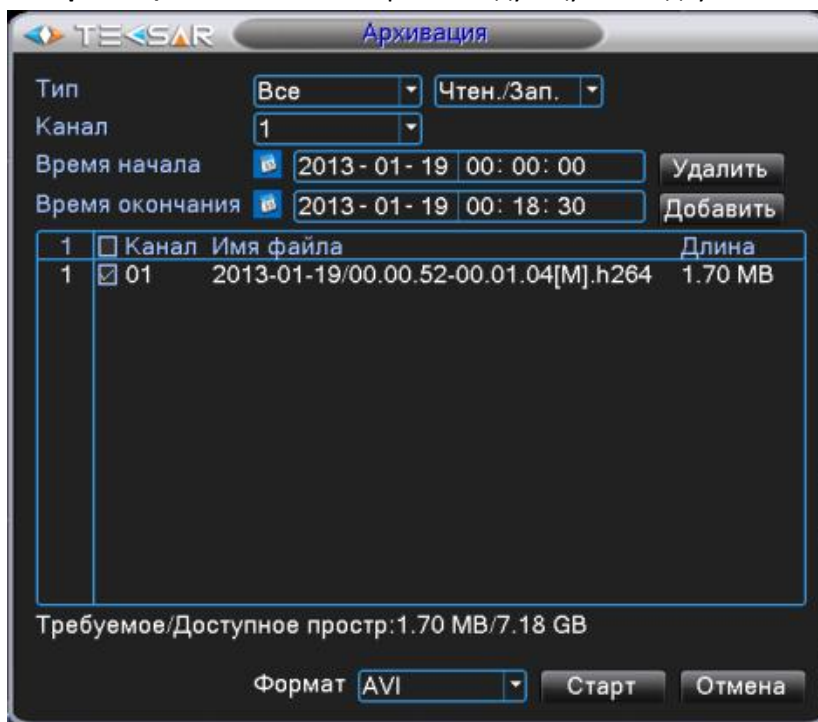 TEKSAR Архивация
Тип Все Чтен./Зап.
Канал 1
Время начала 2013-01-19 00:00:00 Удалить
Время окончания 2013-01-19 00:18:30 Добавить
1 Канал Имя файла Длина
1 01 2013-01-19/00.00.52-00.01.04[M].h264 1.70 MB
Требуемое/Доступное простр:1.70 MB/7.18 GB
Формат AVI Старт Отмена